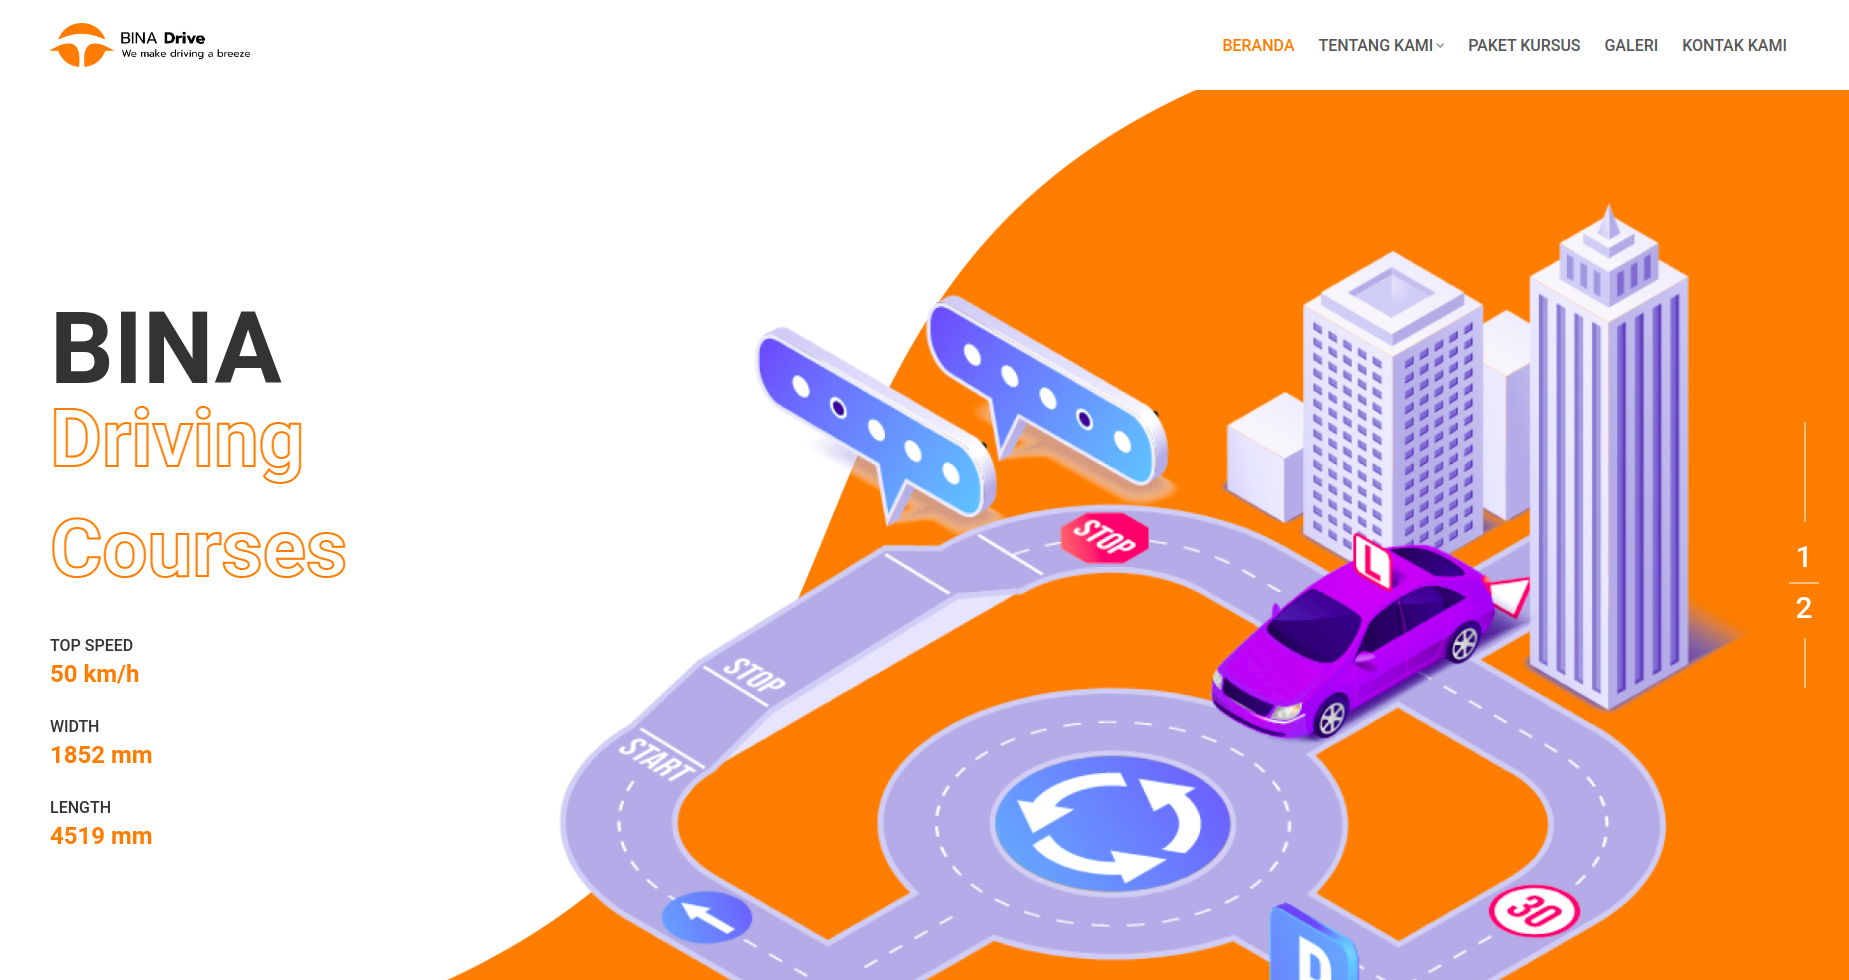 BINA Drive
We make driving a breeze
BERANDA TENTANG KAMI PAKET KURSUS GALERI KONTAK KAMI
BINA
Driving
Courses
TOP SPEED
50 km/h
WIDTH
1852 mm
LENGTH
4519 mm
STOP
L
STOP
START
30
P
1
2